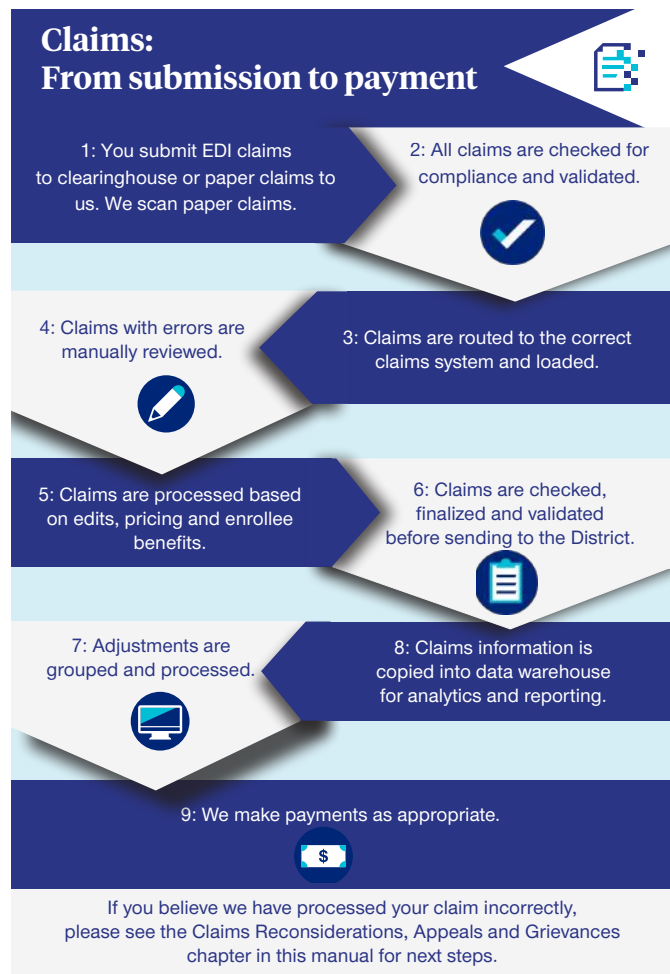 Claims:
From submission to payment
1: You submit EDI claims
to clearinghouse or paper claims to
us. We scan paper claims.
2: All claims are checked for
compliance and validated.
3: Claims are routed to the correct
claims system and loaded.
4: Claims with errors are
manually reviewed.
5: Claims are processed based
on edits, pricing and enrollee
benefits.
6: Claims are checked,
finalized and validated
before sending to the District.
7: Adjustments are
grouped and processed.
8: Claims information is
copied into data warehouse
for analytics and reporting.
9: We make payments as appropriate.
$
If you believe we have processed your claim incorrectly,
please see the Claims Reconsiderations, Appeals and Grievances
chapter in this manual for next steps.